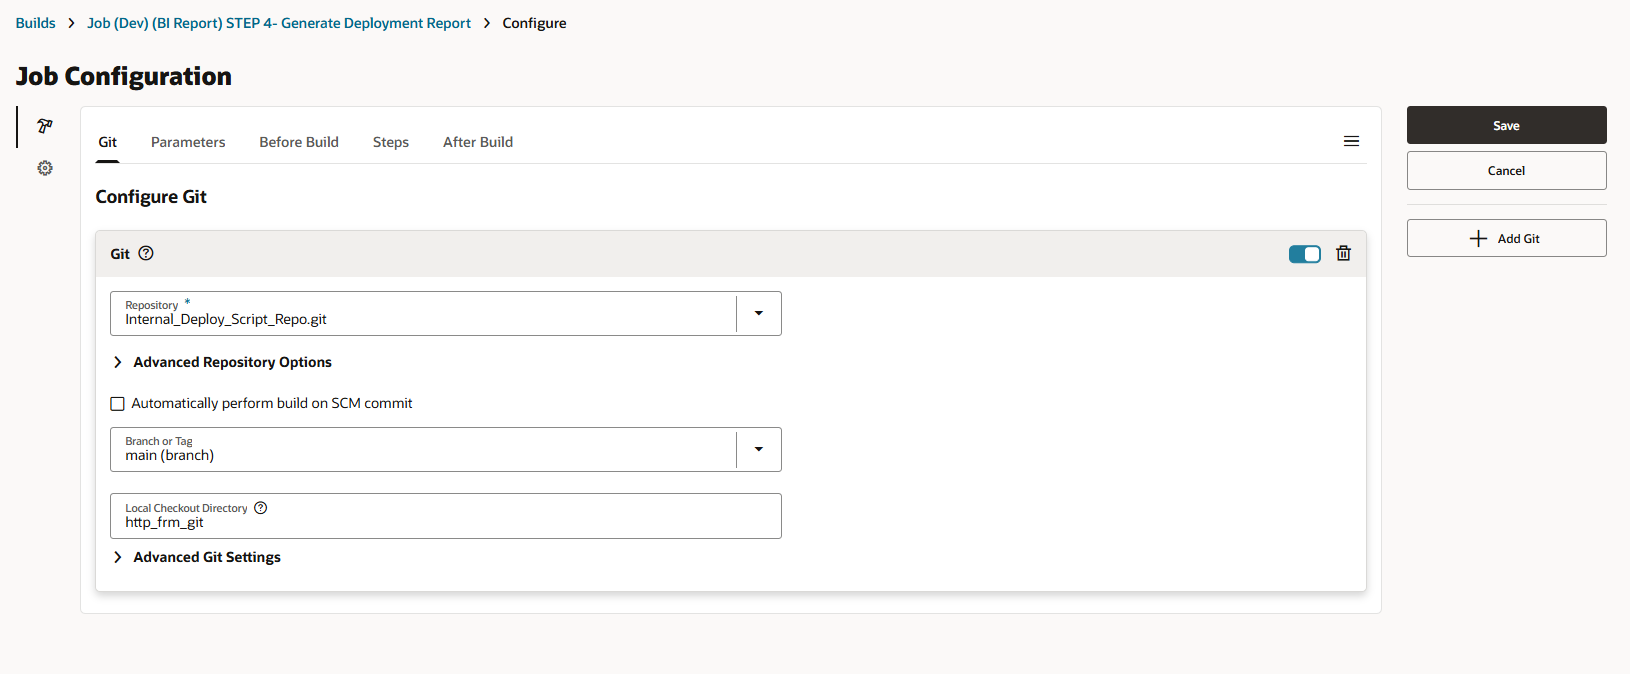 Builds > Job (Dev) (BI Report) STEP 4- Generate Deployment Report > Configure
Job Configuration
Git Parameters Before Build Steps After Build
Configure Git
Git ?
Repository *
Internal_Deploy_Script_Repo.git
Advanced Repository Options
Automatically perform build on SCM commit
Branch or Tag
main (branch)
Local Checkout Directory ?
http_frm_git
Advanced Git Settings
Save
Cancel
+ Add Git